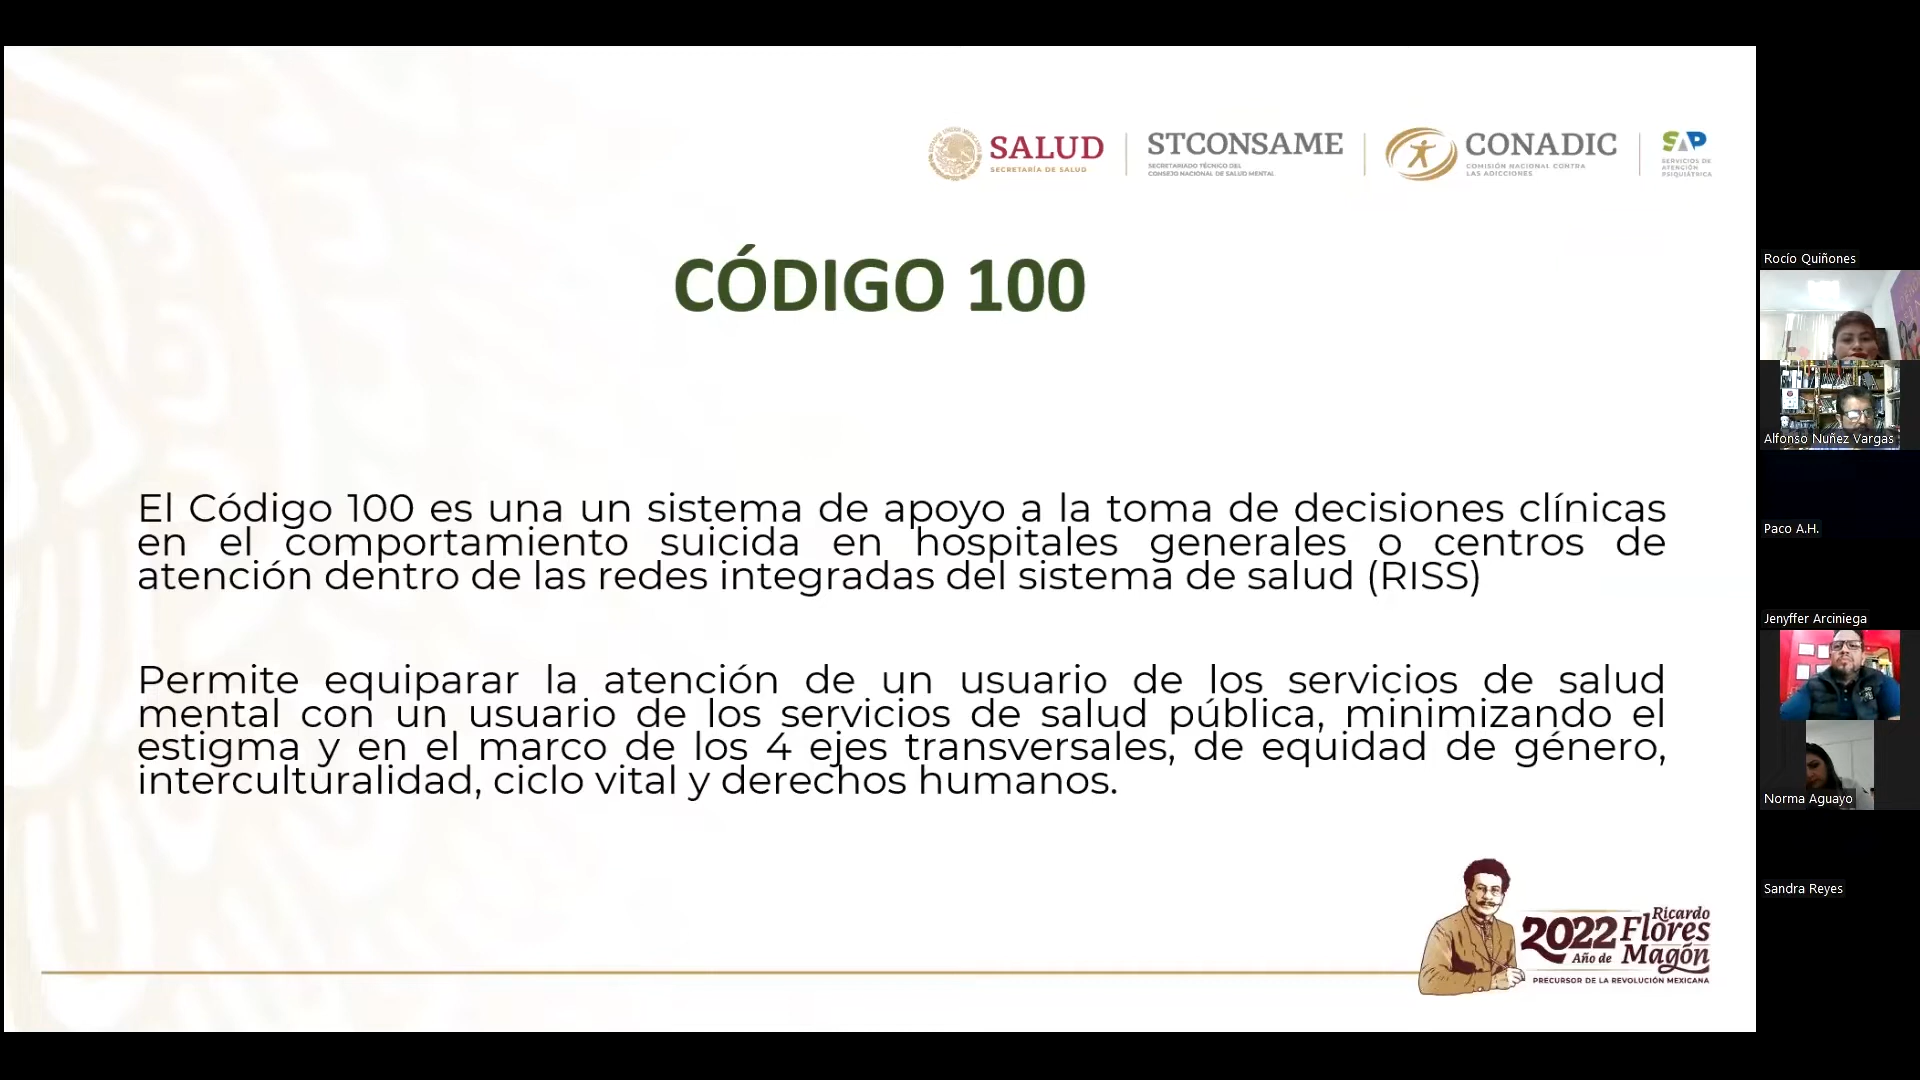 SALUD
SECRETARÍA DE SALUD
STCONSAME
SECRETARIADO TÉCNICO DEL
CONSEJO NACIONAL DE SALUD MENTAL
CONADIC
COMISIÓN NACIONAL CONTRA
LAS ADICCIONES
SAP
SERVICIOS DE
ATENCIÓN
PSIQUIÁTRICA
CÓDIGO 100
El Código 100 es una un sistema de apoyo a la toma de decisiones clínicas
en el comportamiento suicida en hospitales generales o centros de
atención dentro de las redes integradas del sistema de salud (RISS)
Permite equiparar la atención de un usuario de los servicios de salud
mental con un usuario de los servicios de salud pública, minimizando el
estigma y en el marco de los 4 ejes transversales, de equidad de género,
interculturalidad, ciclo vital y derechos humanos.
2022 Ricardo
Flores
Año de Magón
PRECURSOR DE LA REVOLUCIÓN MEXICANA
Rocío Quiñones
Alfonso Nuñez Vargas
Paco A.H.
Jenyffer Arciniega
Norma Aguayo
Sandra Reyes